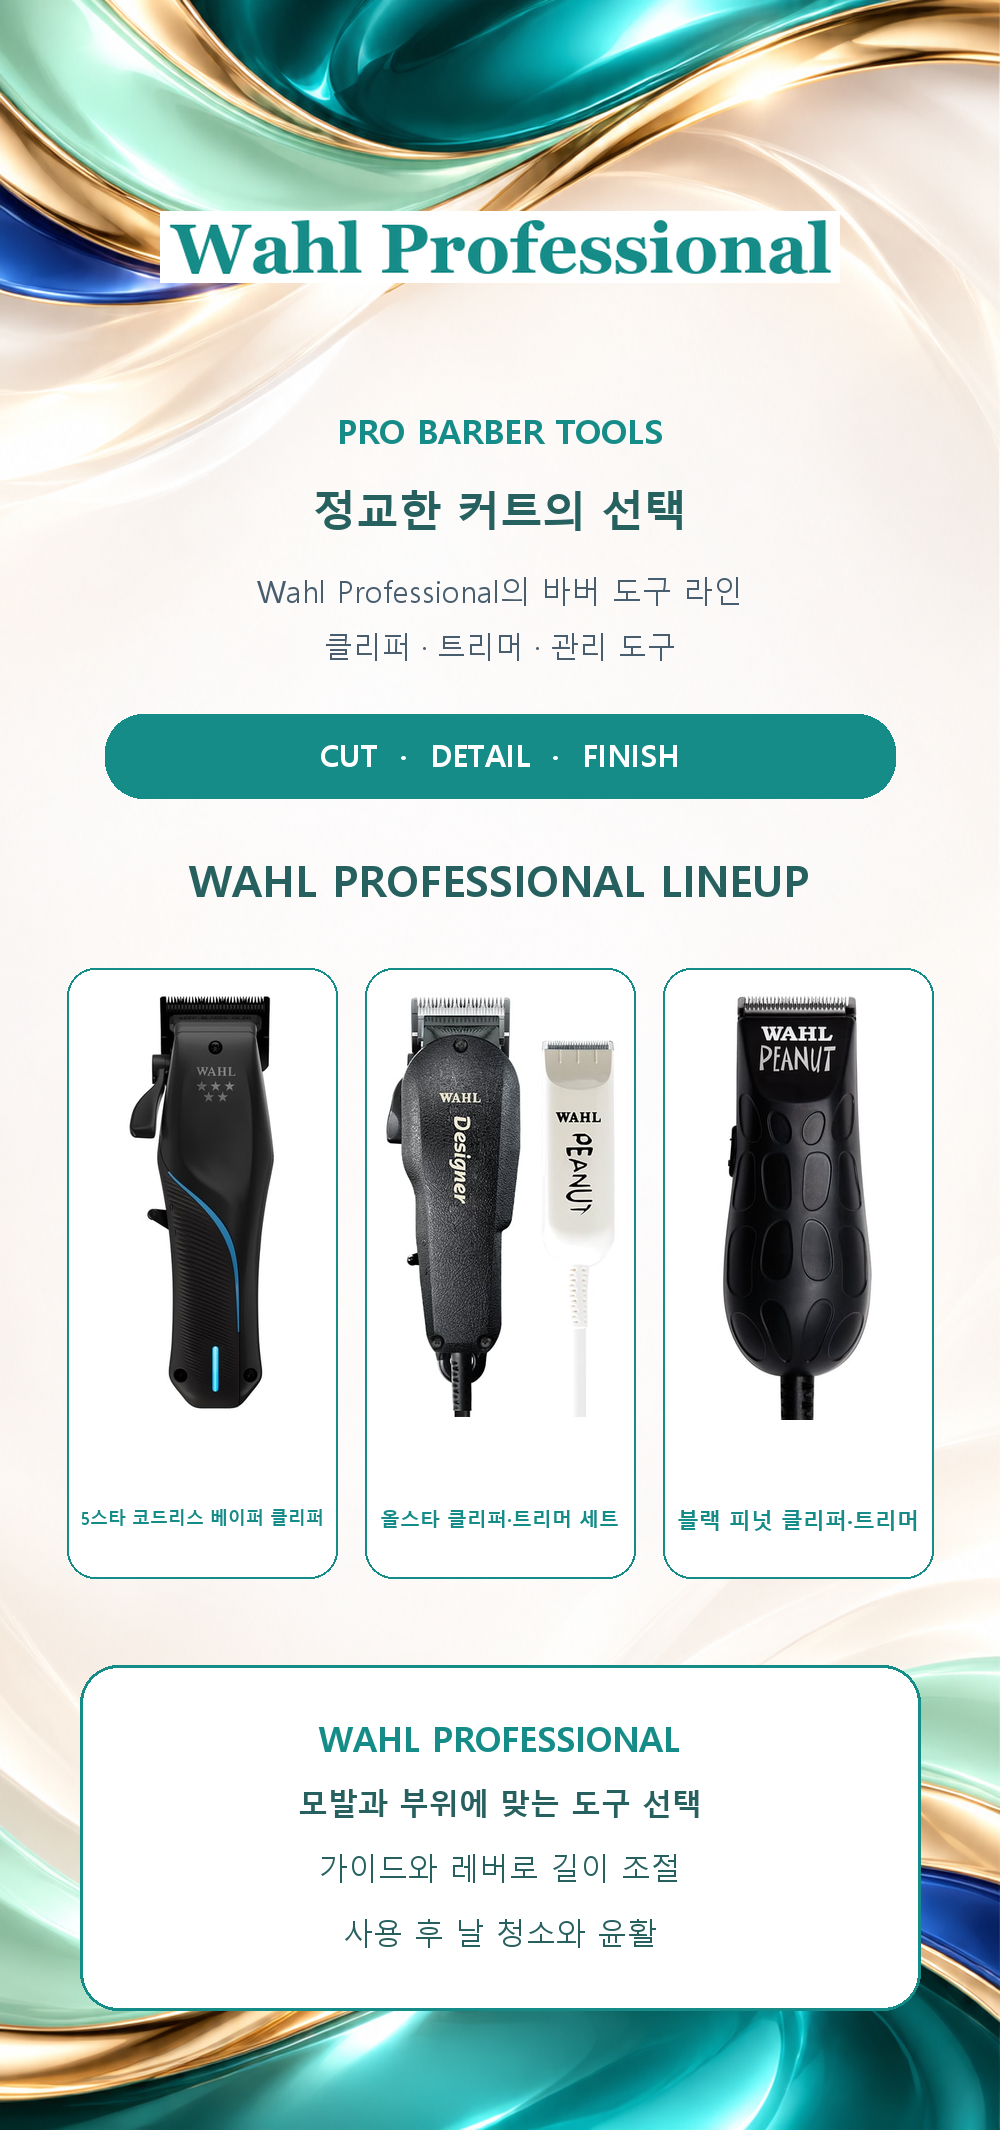 Wahl Professional
PRO BARBER TOOLS
정교한 커트의 선택
Wahl Professional의 바버 도구 라인
클리퍼 · 트리머 · 관리 도구
CUT · DETAIL · FINISH
WAHL PROFESSIONAL LINEUP
WAHL
WAHL
Designer
WAHL
PEANUT
WAHL
PEANUT
5스타 코드리스 베이퍼 클리퍼
올스타 클리퍼·트리머 세트
블랙 피넛 클리퍼·트리머
WAHL PROFESSIONAL
모발과 부위에 맞는 도구 선택
가이드와 레버로 길이 조절
사용 후 날 청소와 윤활